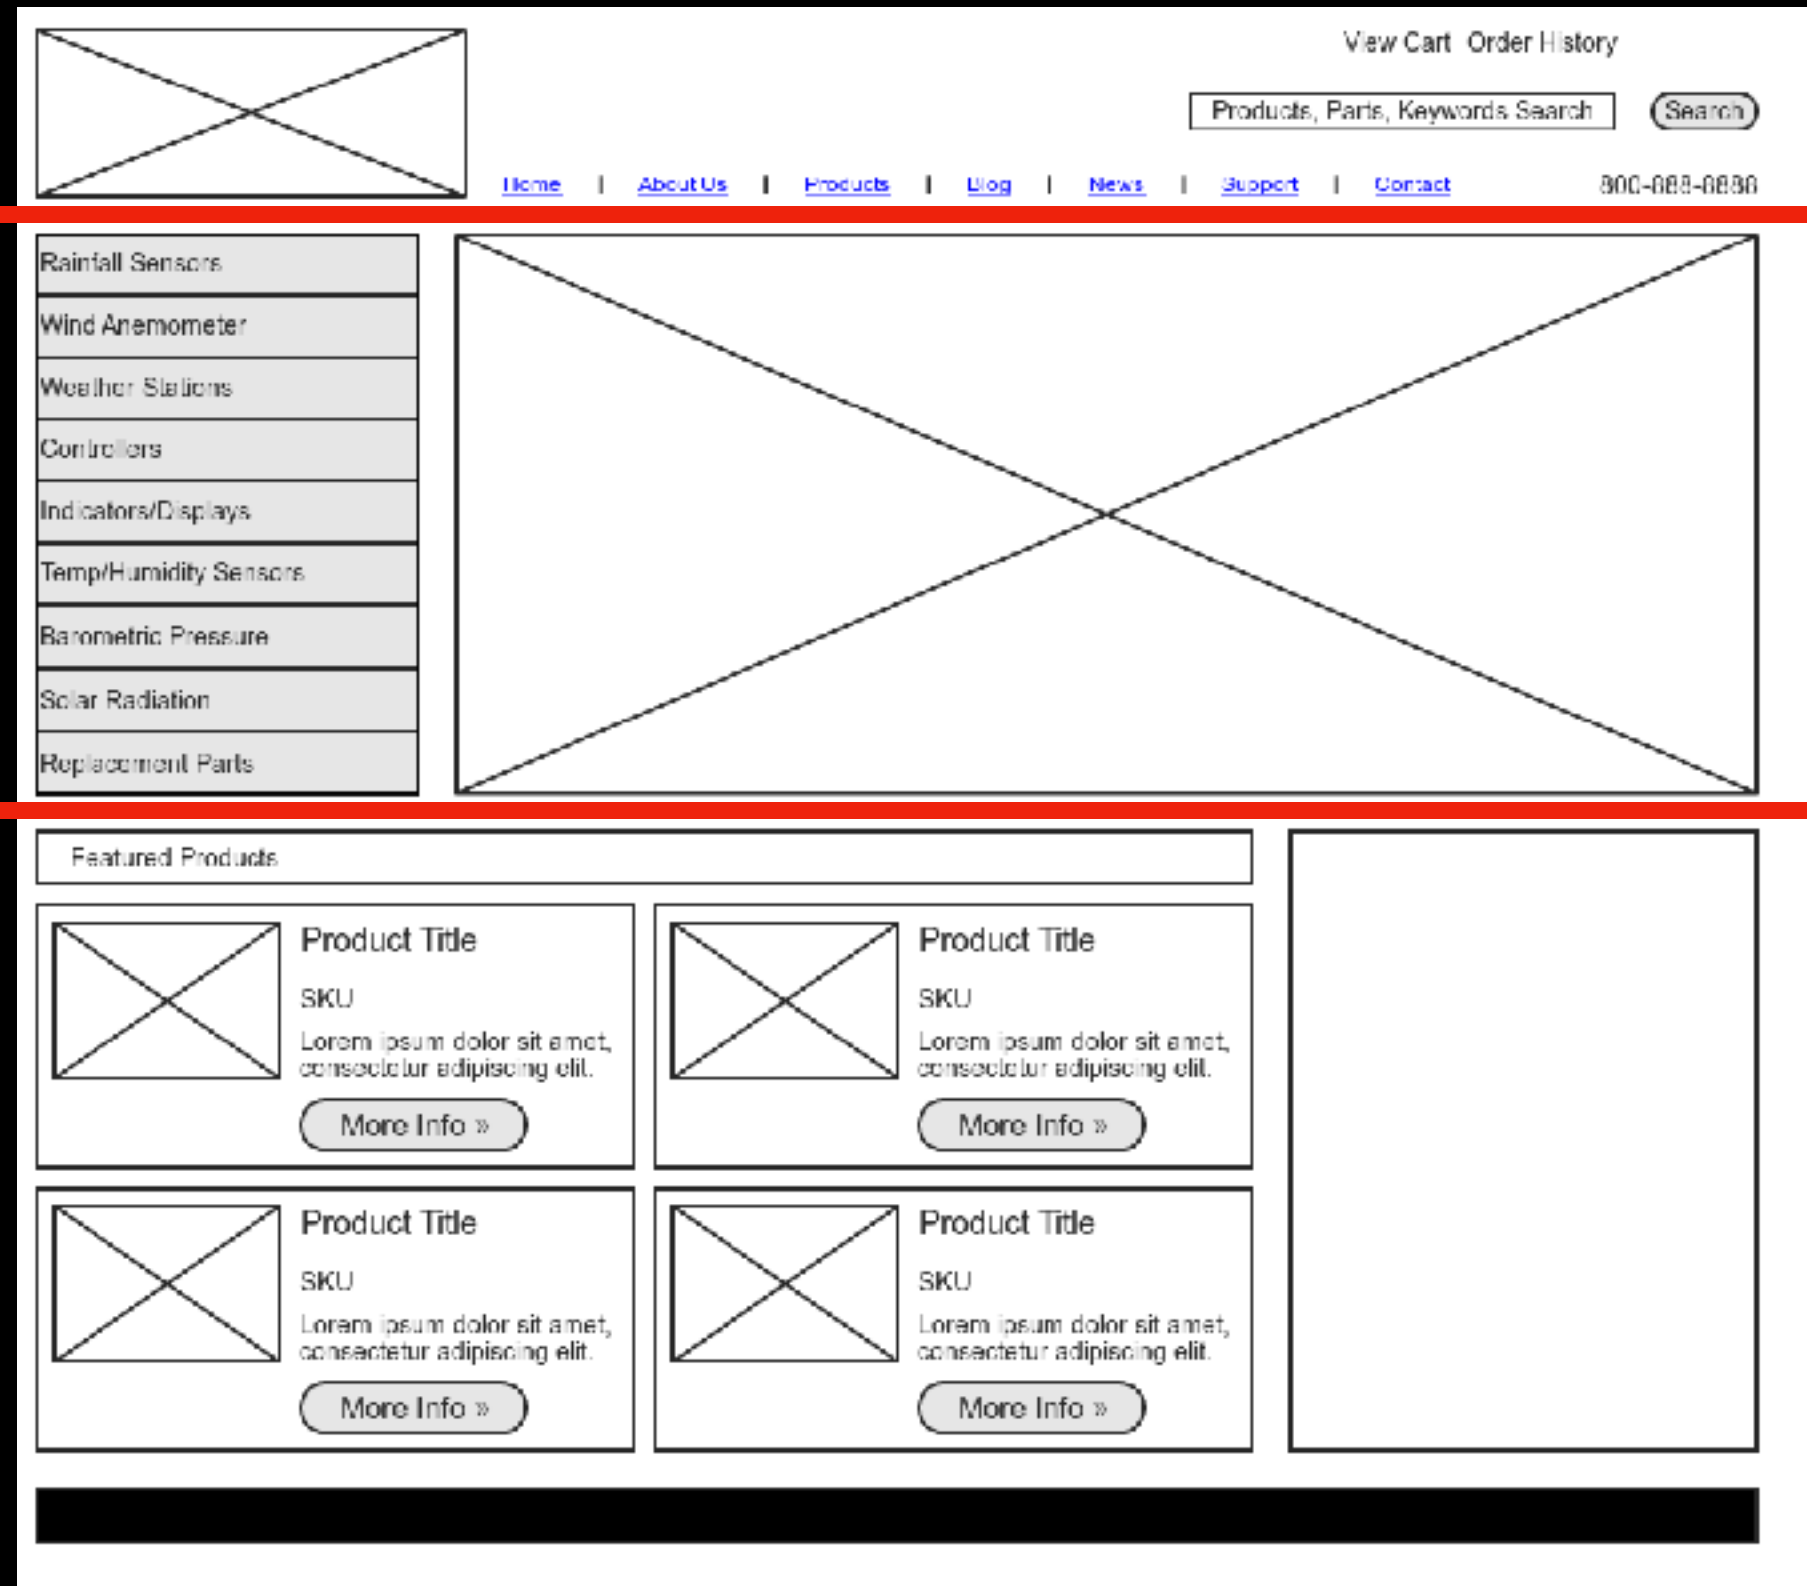 View Cart Order History
Products, Parts, Keywords Search Search
Home | About Us | Products | Blog | News | Support | Contact 800-888-8888
Rainfall Sensors
Wind Anemometer
Weather Stations
Controllers
Indicators/Displays
Temp/Humidity Sensors
Barometric Pressure
Solar Radiation
Replacement Parts
Featured Products
Product Title
SKU
Lorem ipsum dolor sit amet,
consectetur adipiscing elit.
More Info »
Product Title
SKU
Lorem ipsum dolor sit amet,
consectetur adipiscing elit.
More Info »
Product Title
SKU
Lorem ipsum dolor sit amet,
consectetur adipiscing elit.
More Info »
Product Title
SKU
Lorem ipsum dolor sit amet,
consectetur adipiscing elit.
More Info »